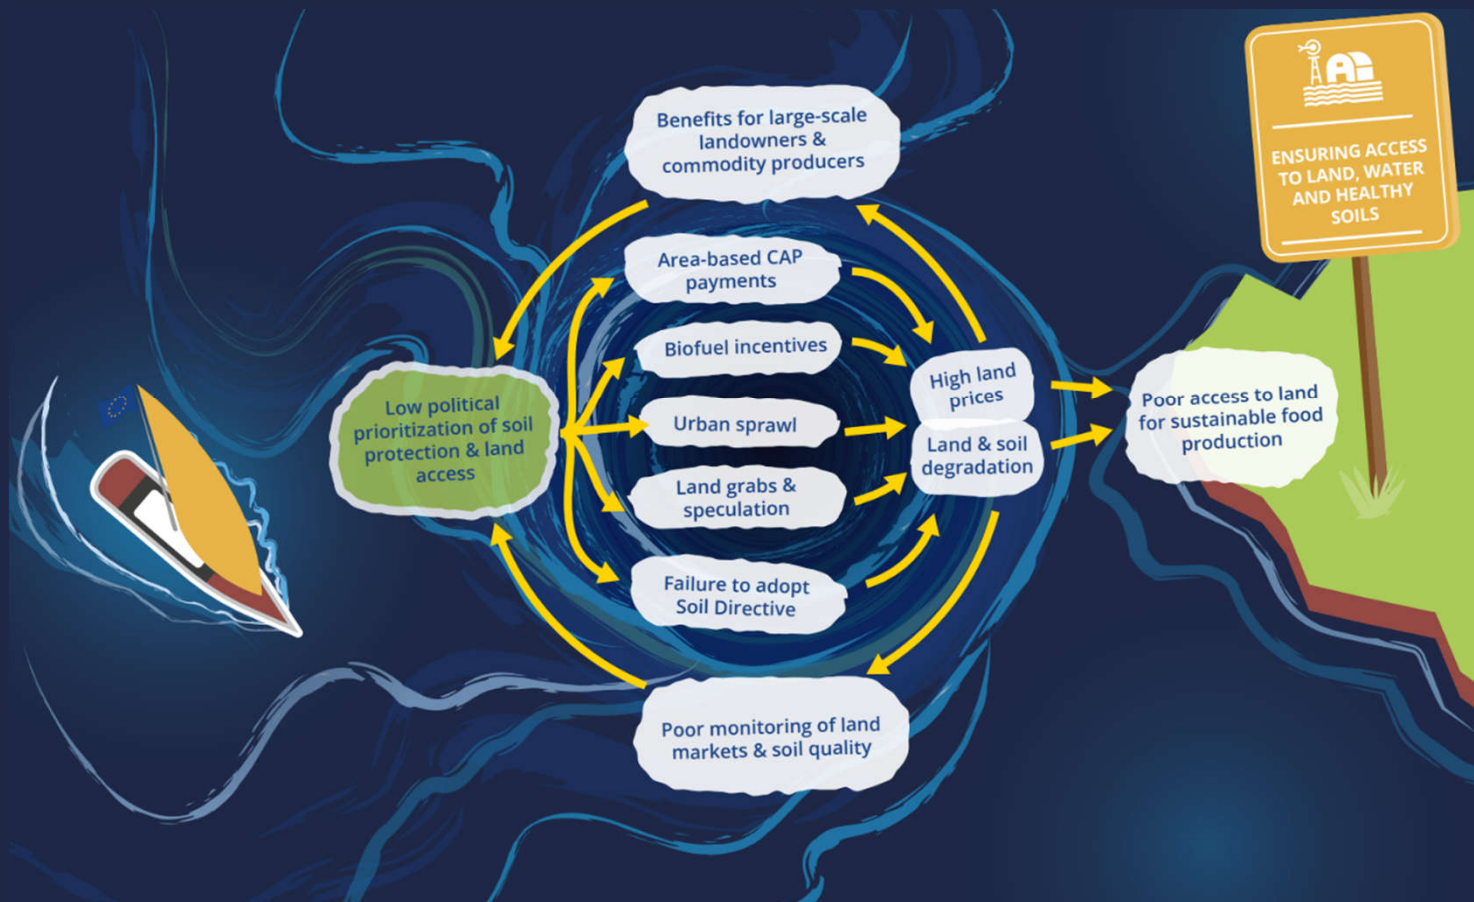 Benefits for large-scale
landowners &
commodity producers
ENSURING ACCESS
TO LAND, WATER
AND HEALTHY
SOILS
Area-based CAP
payments
Biofuel incentives
Urban sprawl
Land grabs &
speculation
Failure to adopt
Soil Directive
Low political
prioritization of soil
protection & land
access
High land
prices
Land & soil
degradation
Poor access to land
for sustainable food
production
Poor monitoring of land
markets & soil quality